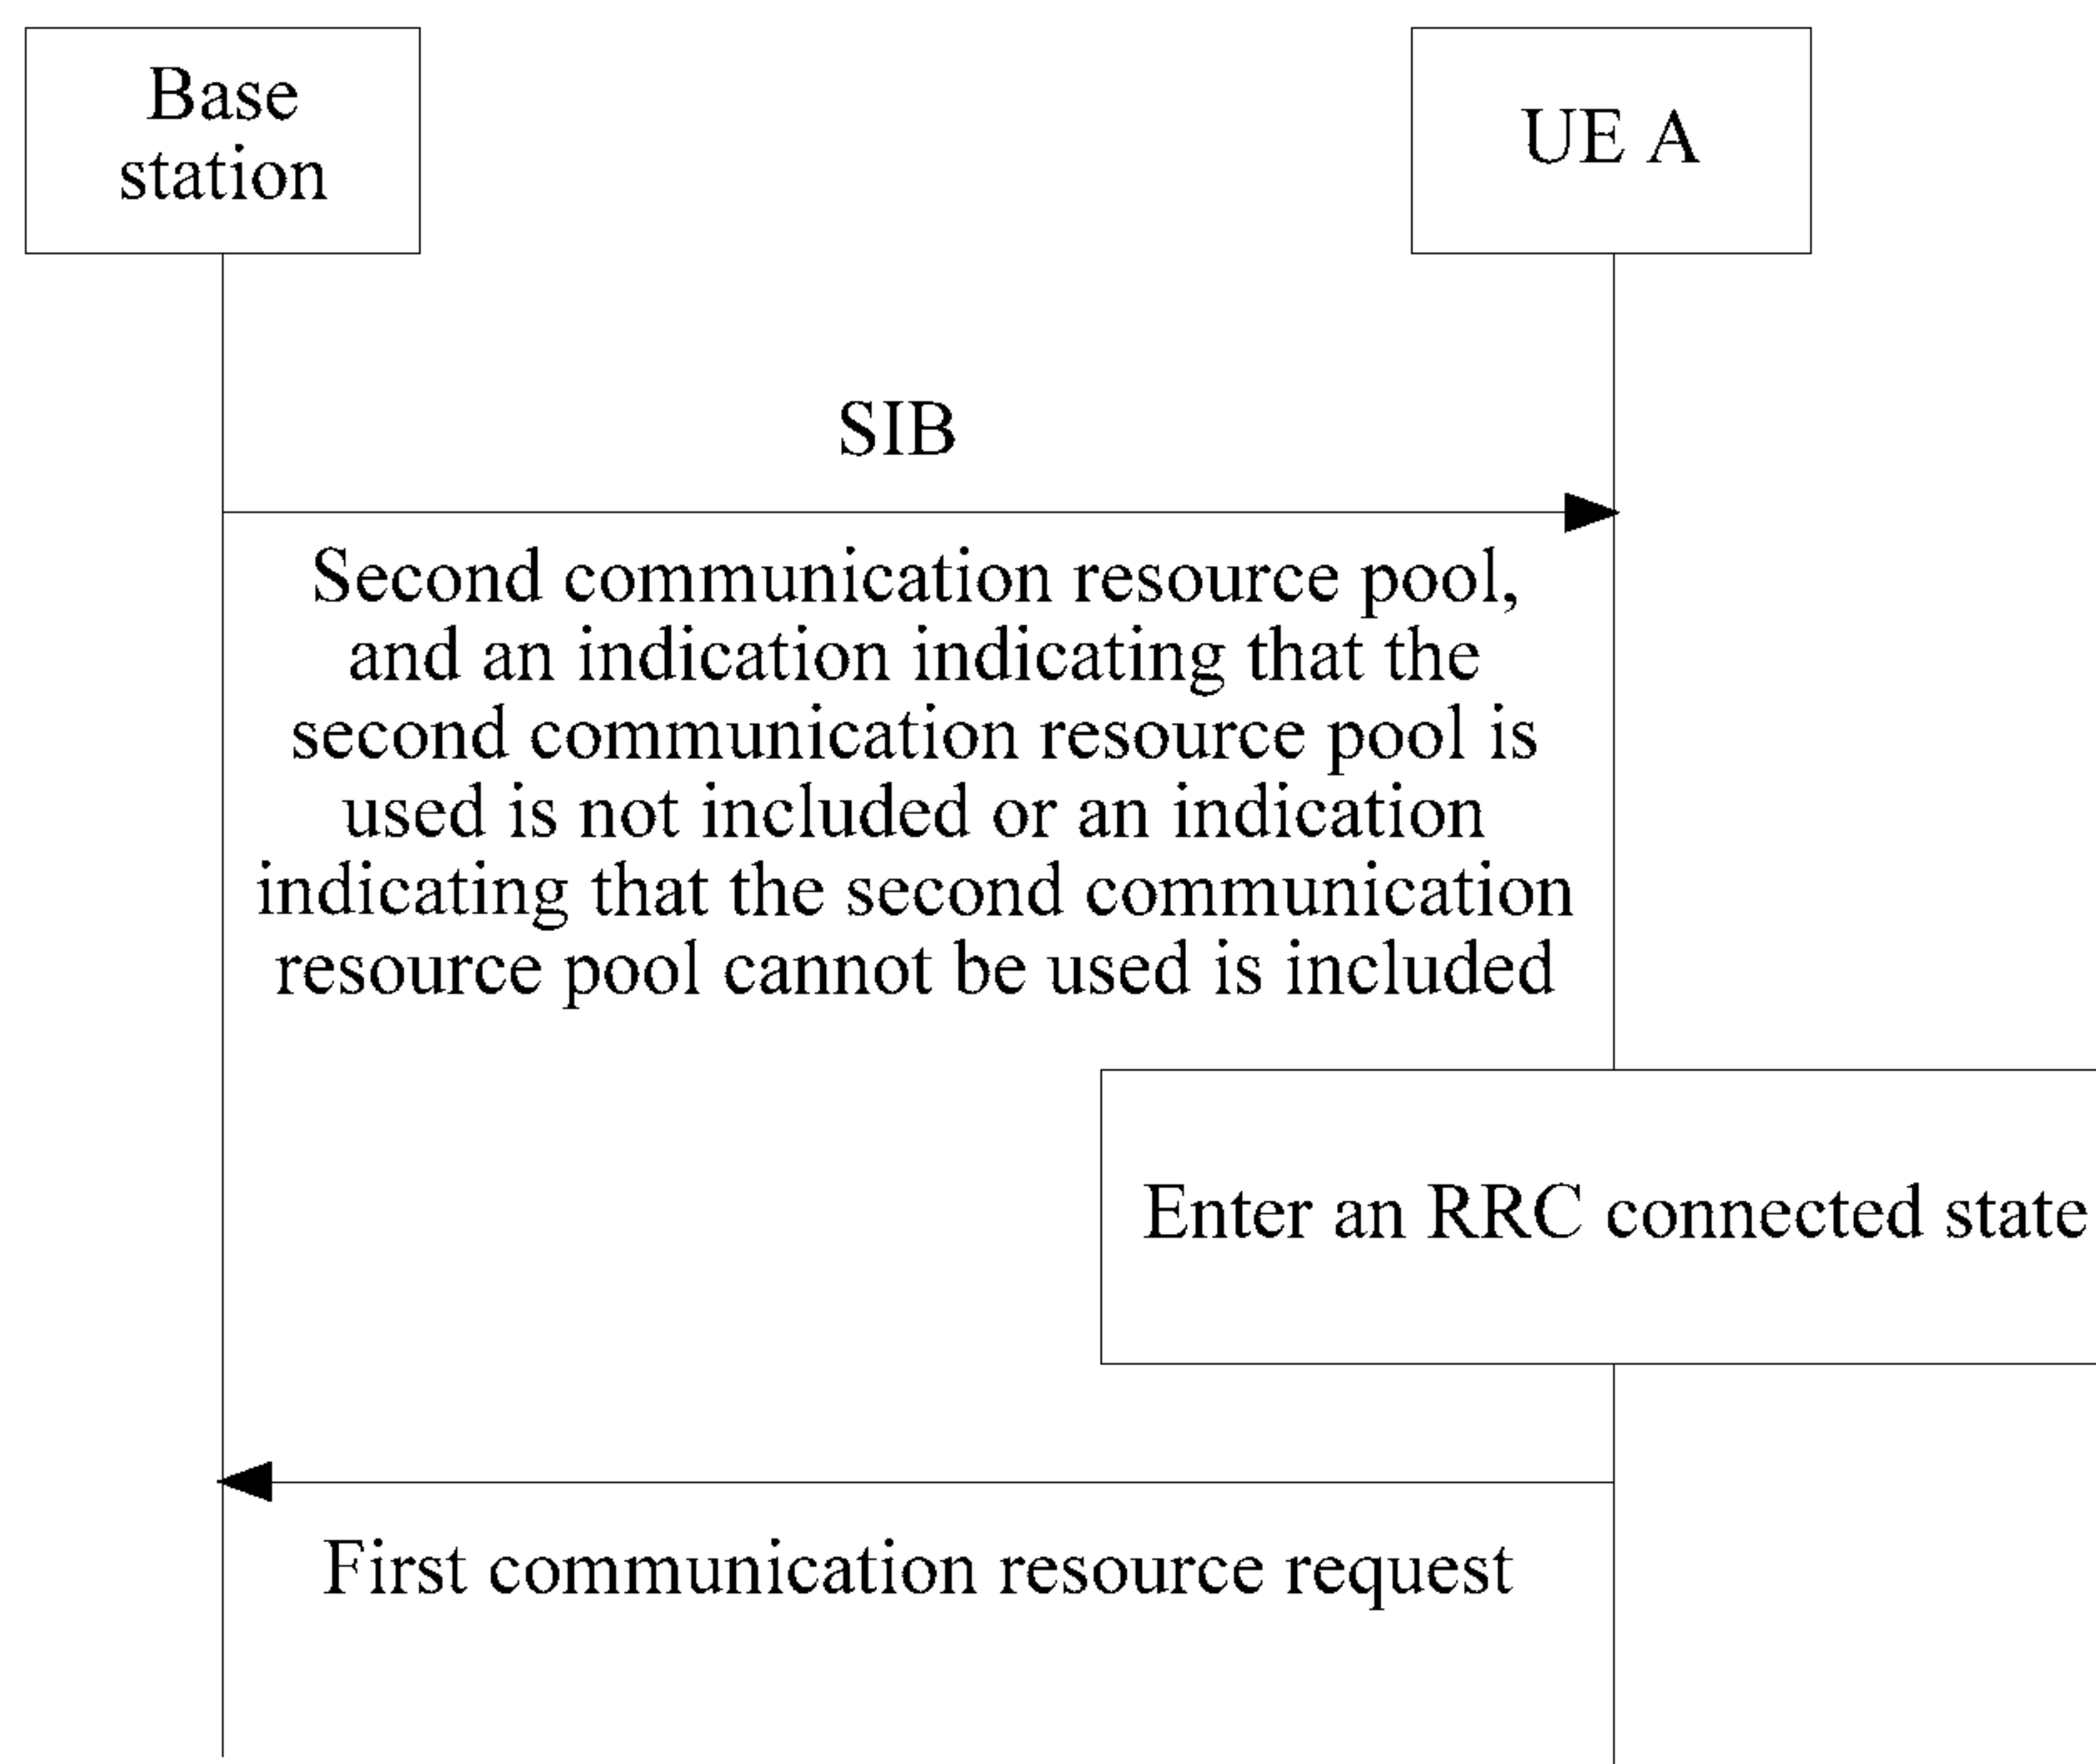 Base
station
UE A
SIB
Second communication resource pool,
and an indication indicating that the
second communication resource pool is
used is not included or an indication
indicating that the second communication
resource pool cannot be used is included
Enter an RRC connected state
First communication resource request